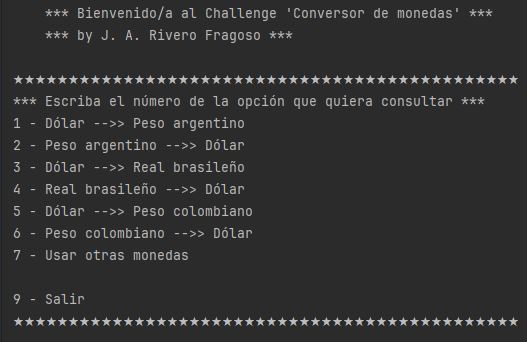 *** Bienvenido/a al Challenge 'Conversor de monedas' ***
*** by J. A. Rivero Fragoso ***
★★★★★★★★★★★★★★★★★★★★★★★★★★★★★★★★★★★★★★★★★★★★★★
*** Escriba el número de la opción que quiera consultar ***
1 - Dólar -->> Peso argentino
2 - Peso argentino -->> Dólar
3 - Dólar -->> Real brasileño
4 - Real brasileño -->> Dólar
5 - Dólar -->> Peso colombiano
6 - Peso colombiano -->> Dólar
7 - Usar otras monedas
9 - Salir
★★★★★★★★★★★★★★★★★★★★★★★★★★★★★★★★★★★★★★★★★★★★★★